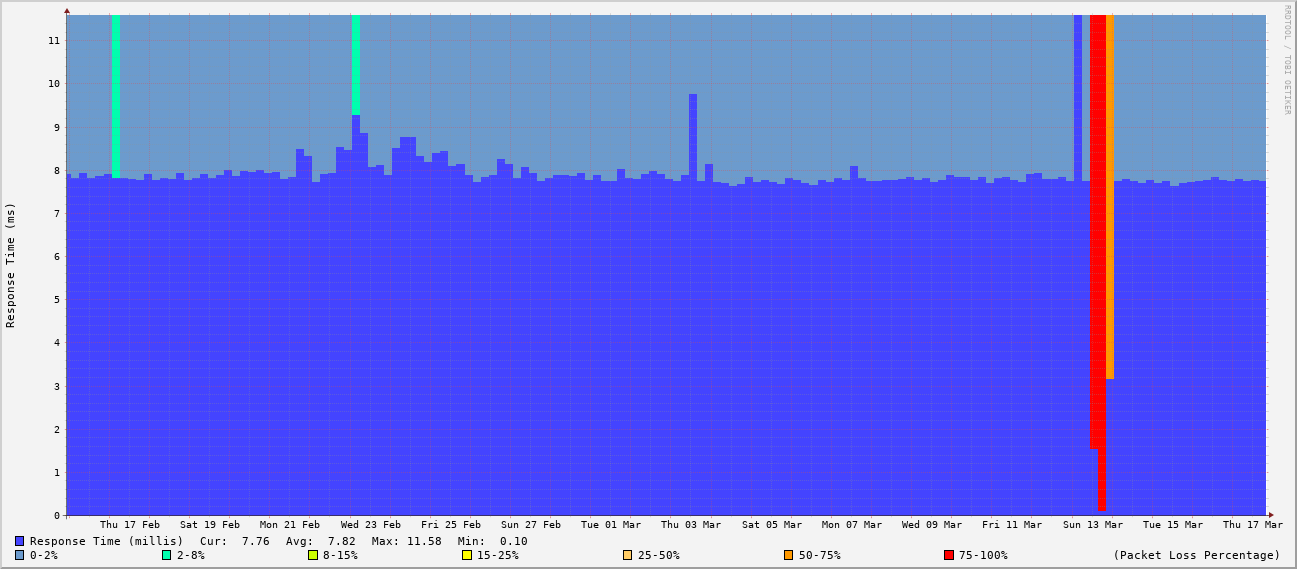 RRDTOOL / TOBI OETIKER
Response Time (ms)
11
10
9
8
7
6
5
4
3
2
1
0
Thu 17 Feb Sat 19 Feb Mon 21 Feb Wed 23 Feb Fri 25 Feb Sun 27 Feb Tue 01 Mar Thu 03 Mar Sat 05 Mar Mon 07 Mar Wed 09 Mar Fri 11 Mar Sun 13 Mar Tue 15 Mar Thu 17 Mar
Response Time (millis) Cur: 7.76 Avg: 7.82 Max: 11.58 Min: 0.10
0-2% 2-8% 8-15% 15-25% 25-50% 50-75% 75-100% (Packet Loss Percentage)